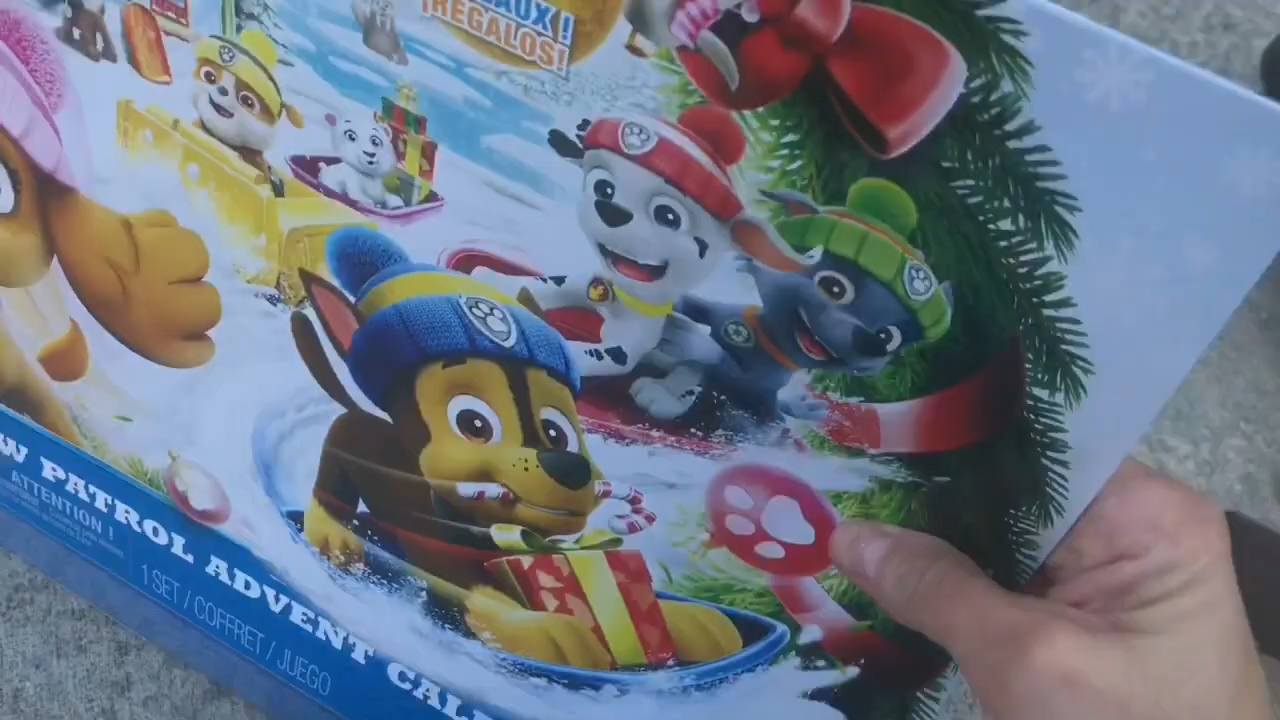 AUX !
¡REGALOS!
W PATROL ADVENT CAL
ATTENTION !
1 SET / COFFRET / JUEGO